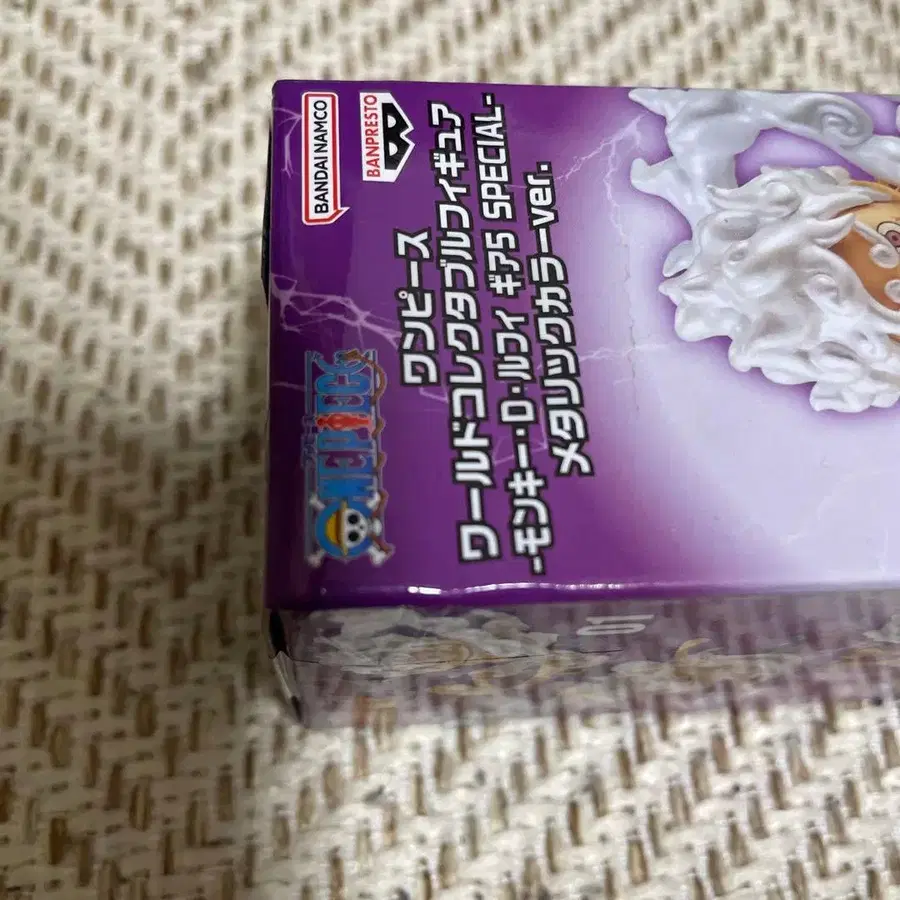 BANDAI NAMCO
BANPRESTO
ONE PIECE
ワンピース
ワールドコレクタブルフィギュア
-モンキー・D・ルフィ ギア5 SPECIAL-
メタリックカラーver.
01